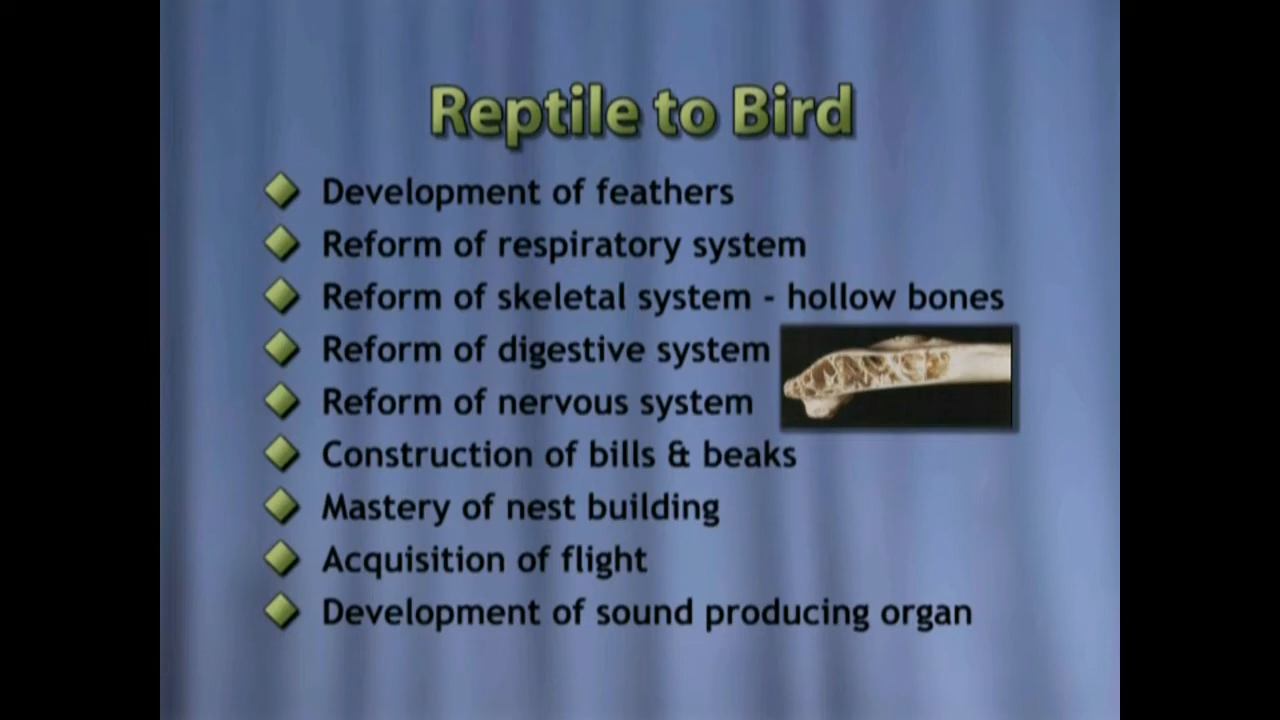 Reptile to Bird
Development of feathers
Reform of respiratory system
Reform of skeletal system - hollow bones
Reform of digestive system
Reform of nervous system
Construction of bills & beaks
Mastery of nest building
Acquisition of flight
Development of sound producing organ